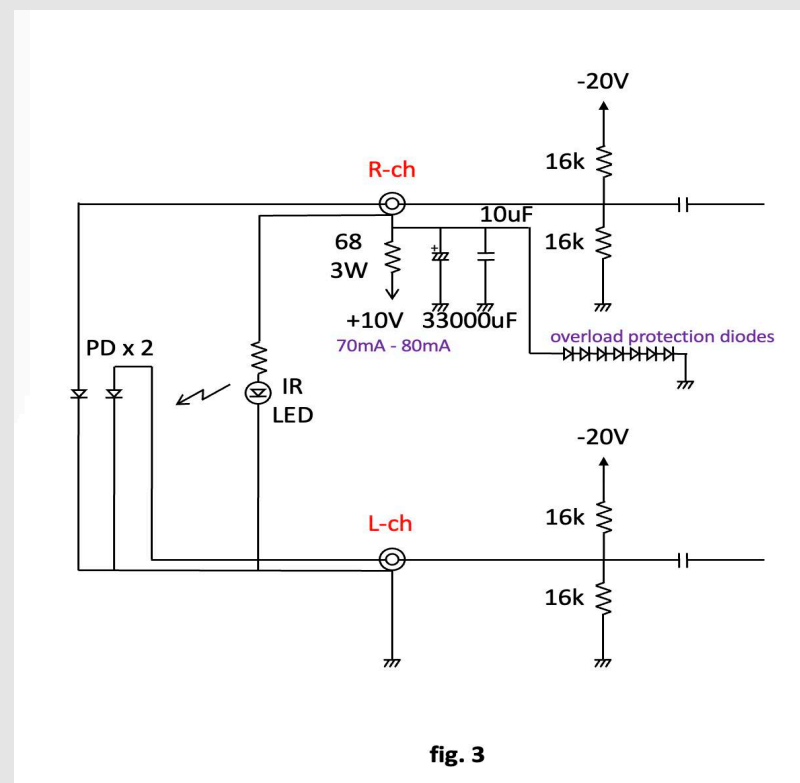 -20V
16k
R-ch
10uF
68
3W
16k
+
+10V
33000uF
70mA - 80mA
overload protection diodes
PD x 2
IR
LED
-20V
L-ch
16k
16k
fig. 3